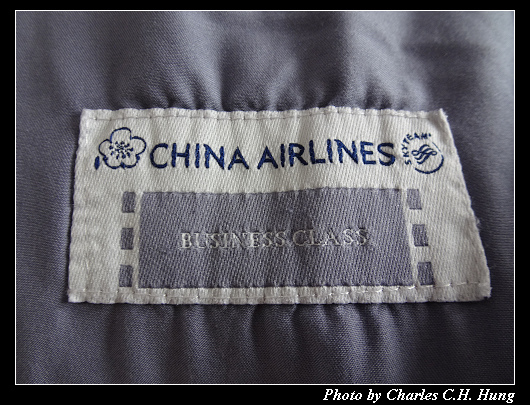 CHINA AIRLINES SKYTEAM
BUSINESS CLASS
Photo by Charles C.H. Hung